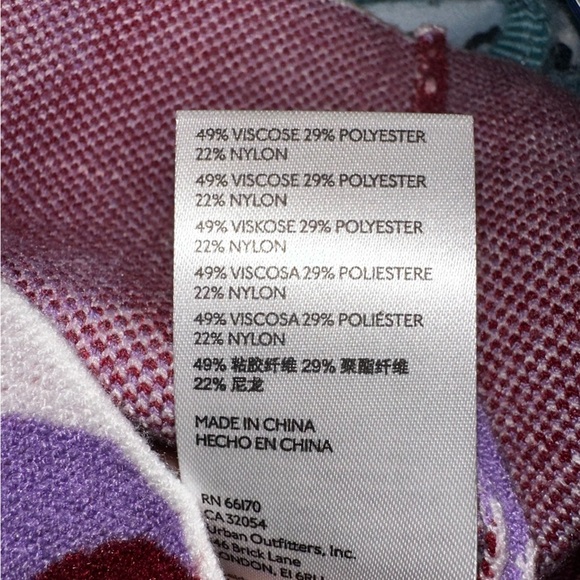 49% VISCOSE 29% POLYESTER
22% NYLON
49% VISCOSE 29% POLYESTER
22% NYLON
49% VISKOSE 29% POLYESTER
22% NYLON
49% VISCOSA 29% POLIESTERE
22% NYLON
49% VISCOSA 29% POLIÉSTER
22% NYLON
49% 粘胶纤维 29% 聚酯纤维
22% 尼龙
MADE IN CHINA
HECHO EN CHINA
RN 66170
CA 32054
Urban Outfitters, Inc.
Brick Lane
LONDON, E1